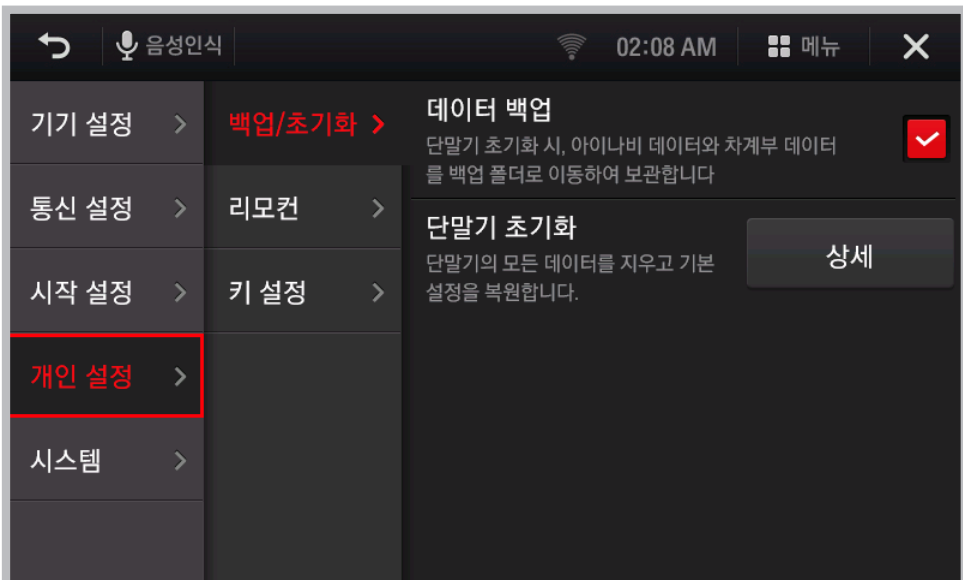 음성인식
02:08 AM
메뉴
기기 설정
통신 설정
시작 설정
개인 설정
시스템
백업/초기화
리모컨
키 설정
데이터 백업
단말기 초기화 시, 아이나비 데이터와 차계부 데이터
를 백업 폴더로 이동하여 보관합니다
단말기 초기화
단말기의 모든 데이터를 지우고 기본
설정을 복원합니다.
상세